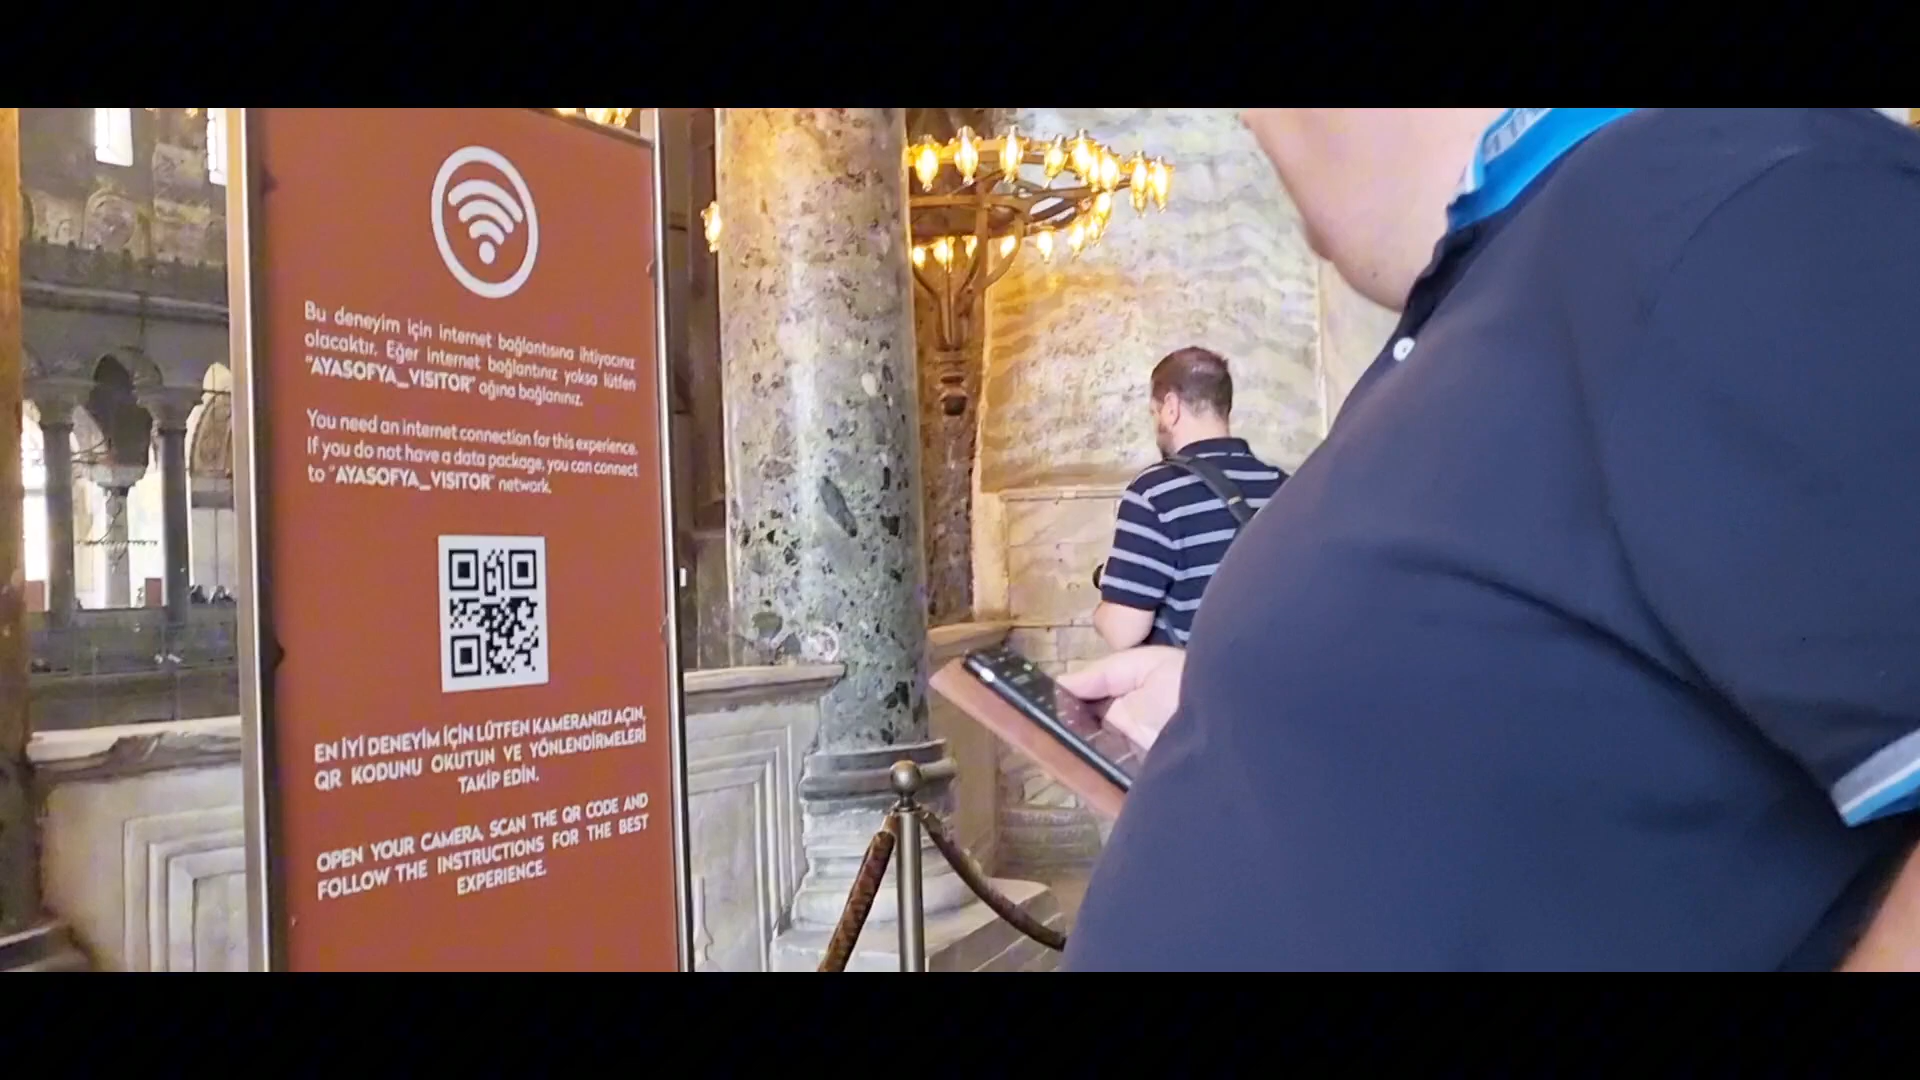 Bu deneyim için internet bağlantısına ihtiyacınız
olacaktır. Eğer internet bağlantınız yoksa lütfen
"AYASOFYA_VISITOR" ağına bağlanınız.
You need an internet connection for this experience.
If you do not have a data package, you can connect
to "AYASOFYA_VISITOR" network.
EN İYİ DENEYİM İÇİN LÜTFEN KAMERANIZI AÇIN,
QR KODUNU OKUTUN VE YÖNLENDİRMELERİ
TAKİP EDİN.
OPEN YOUR CAMERA, SCAN THE QR CODE AND
FOLLOW THE INSTRUCTIONS FOR THE BEST
EXPERIENCE.